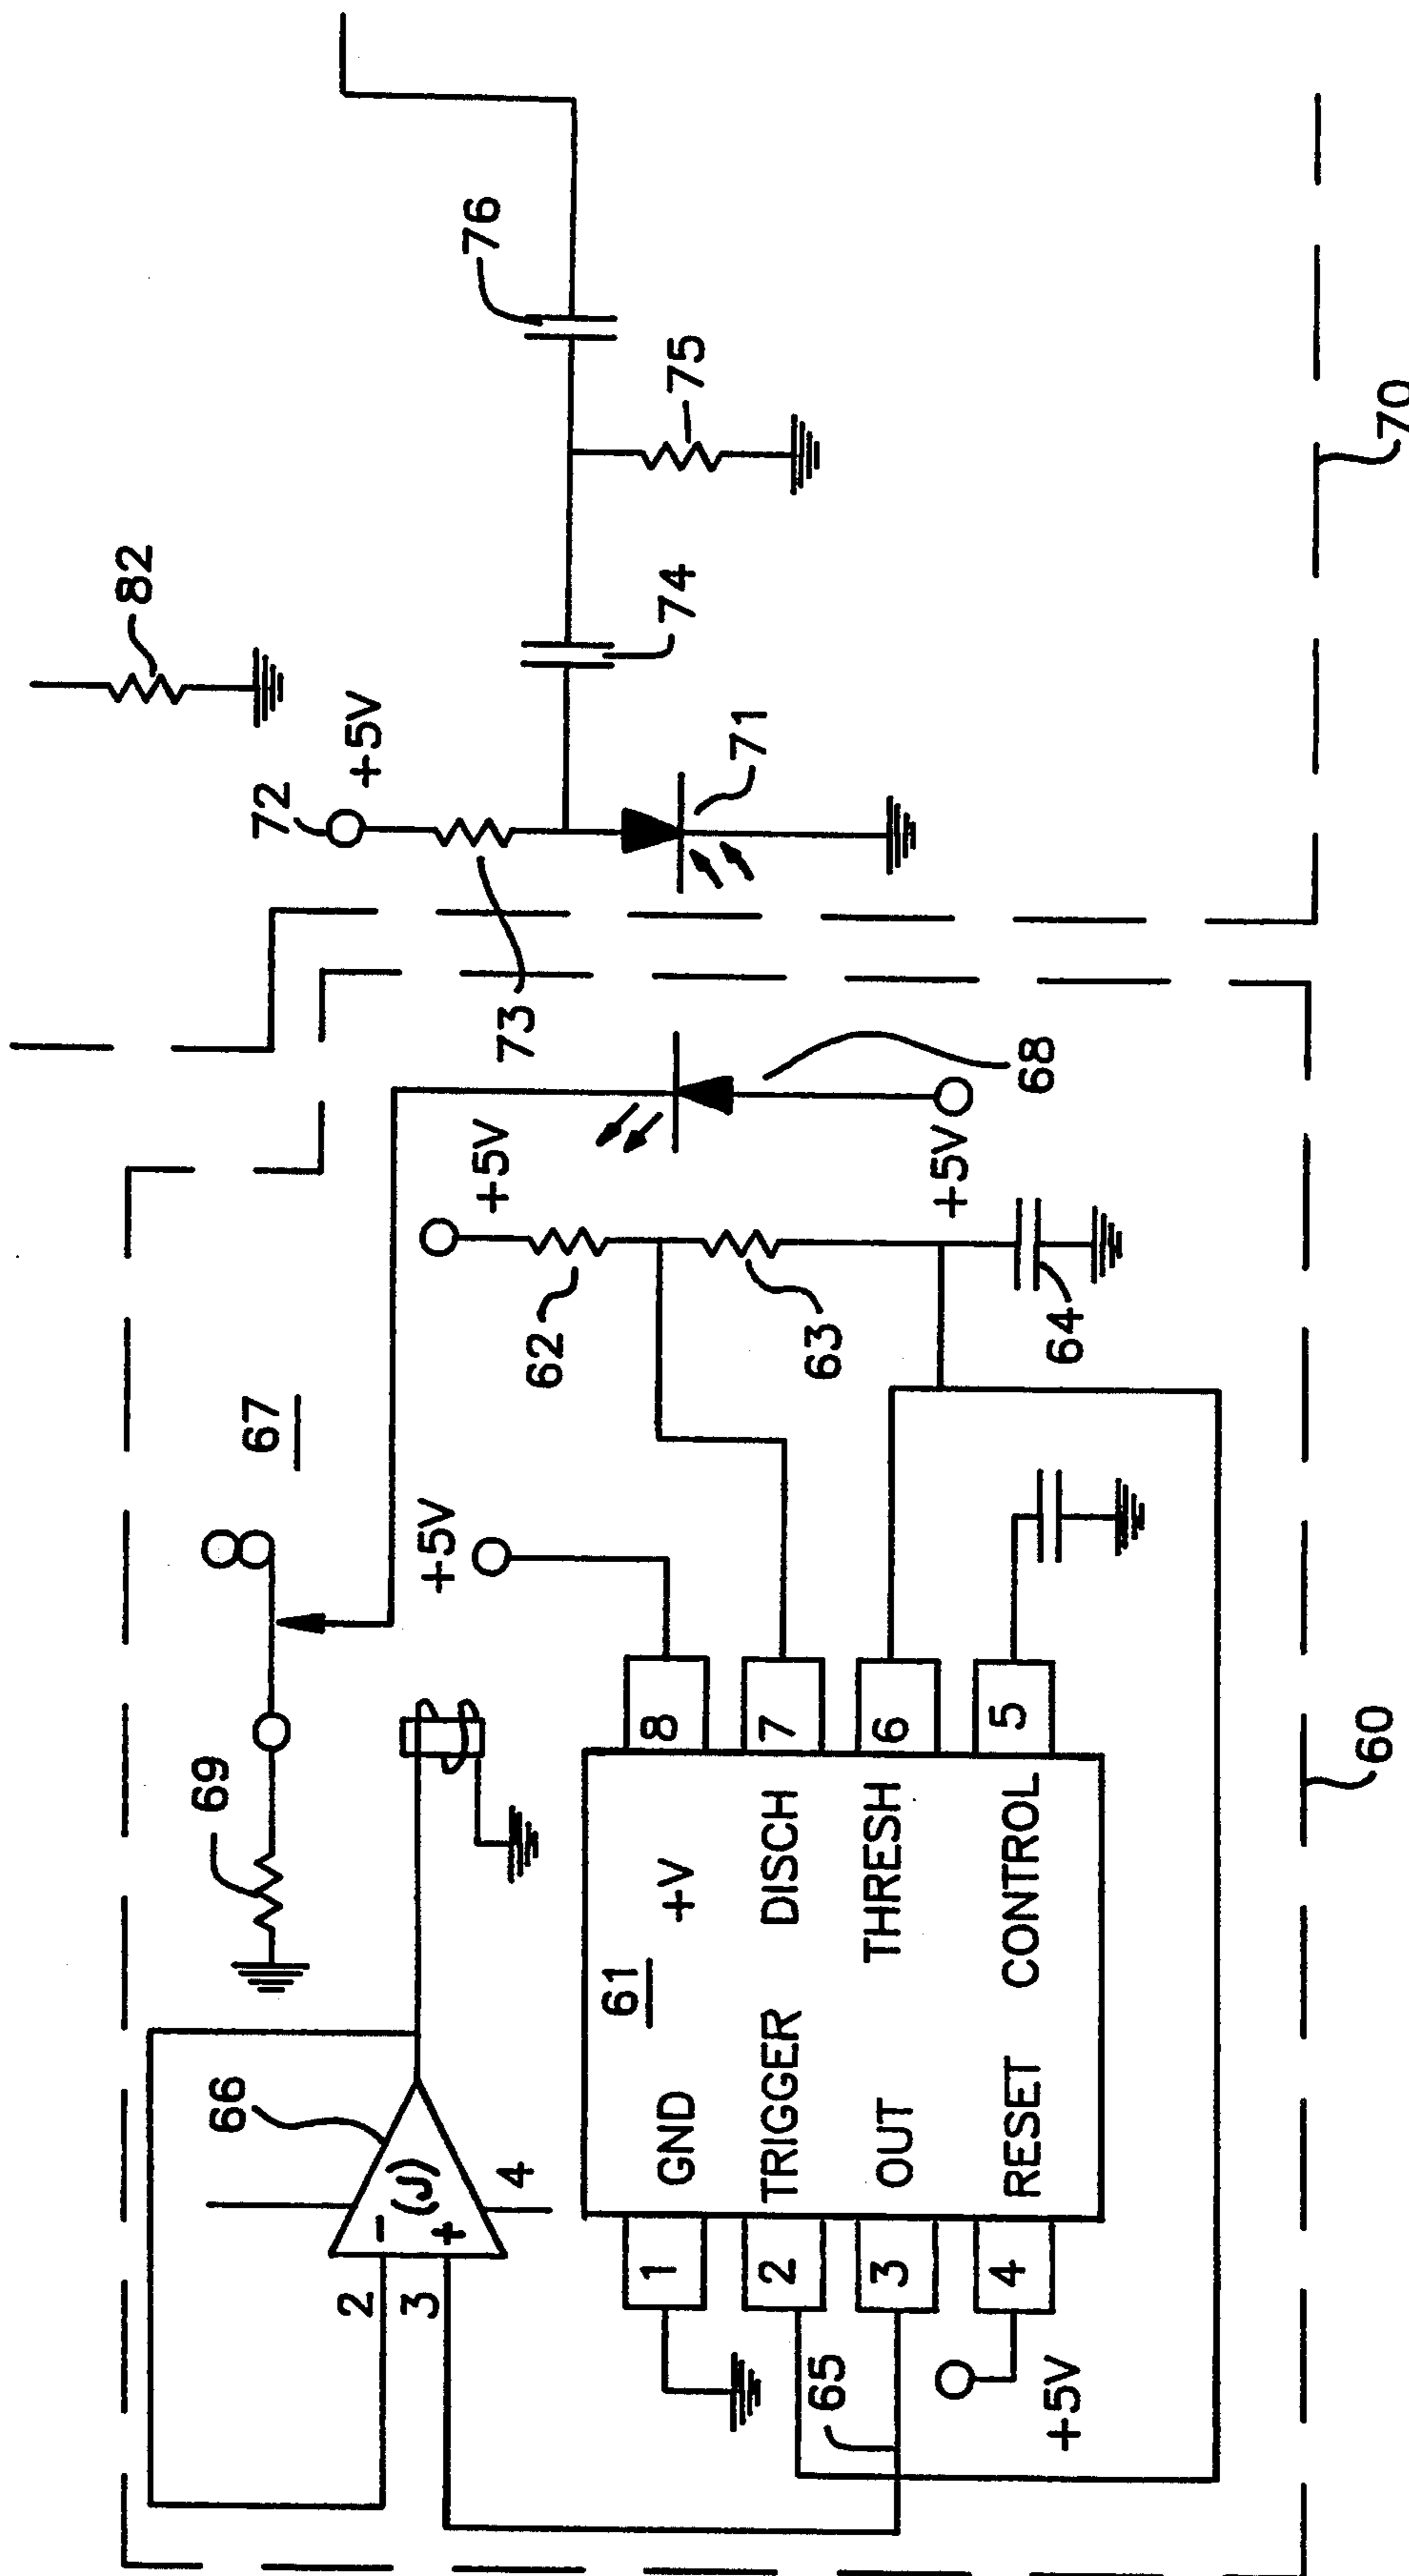 82
72
+5V
76
75
74
71
73
70
67
69
66
2
3
−
+
(J)
4
+5V
+5V
62
63
68
+5V
64
61
GND
+V
TRIGGER
DISCH
OUT
THRESH
RESET
CONTROL
1
2
3
4
8
7
6
5
65
+5V
60